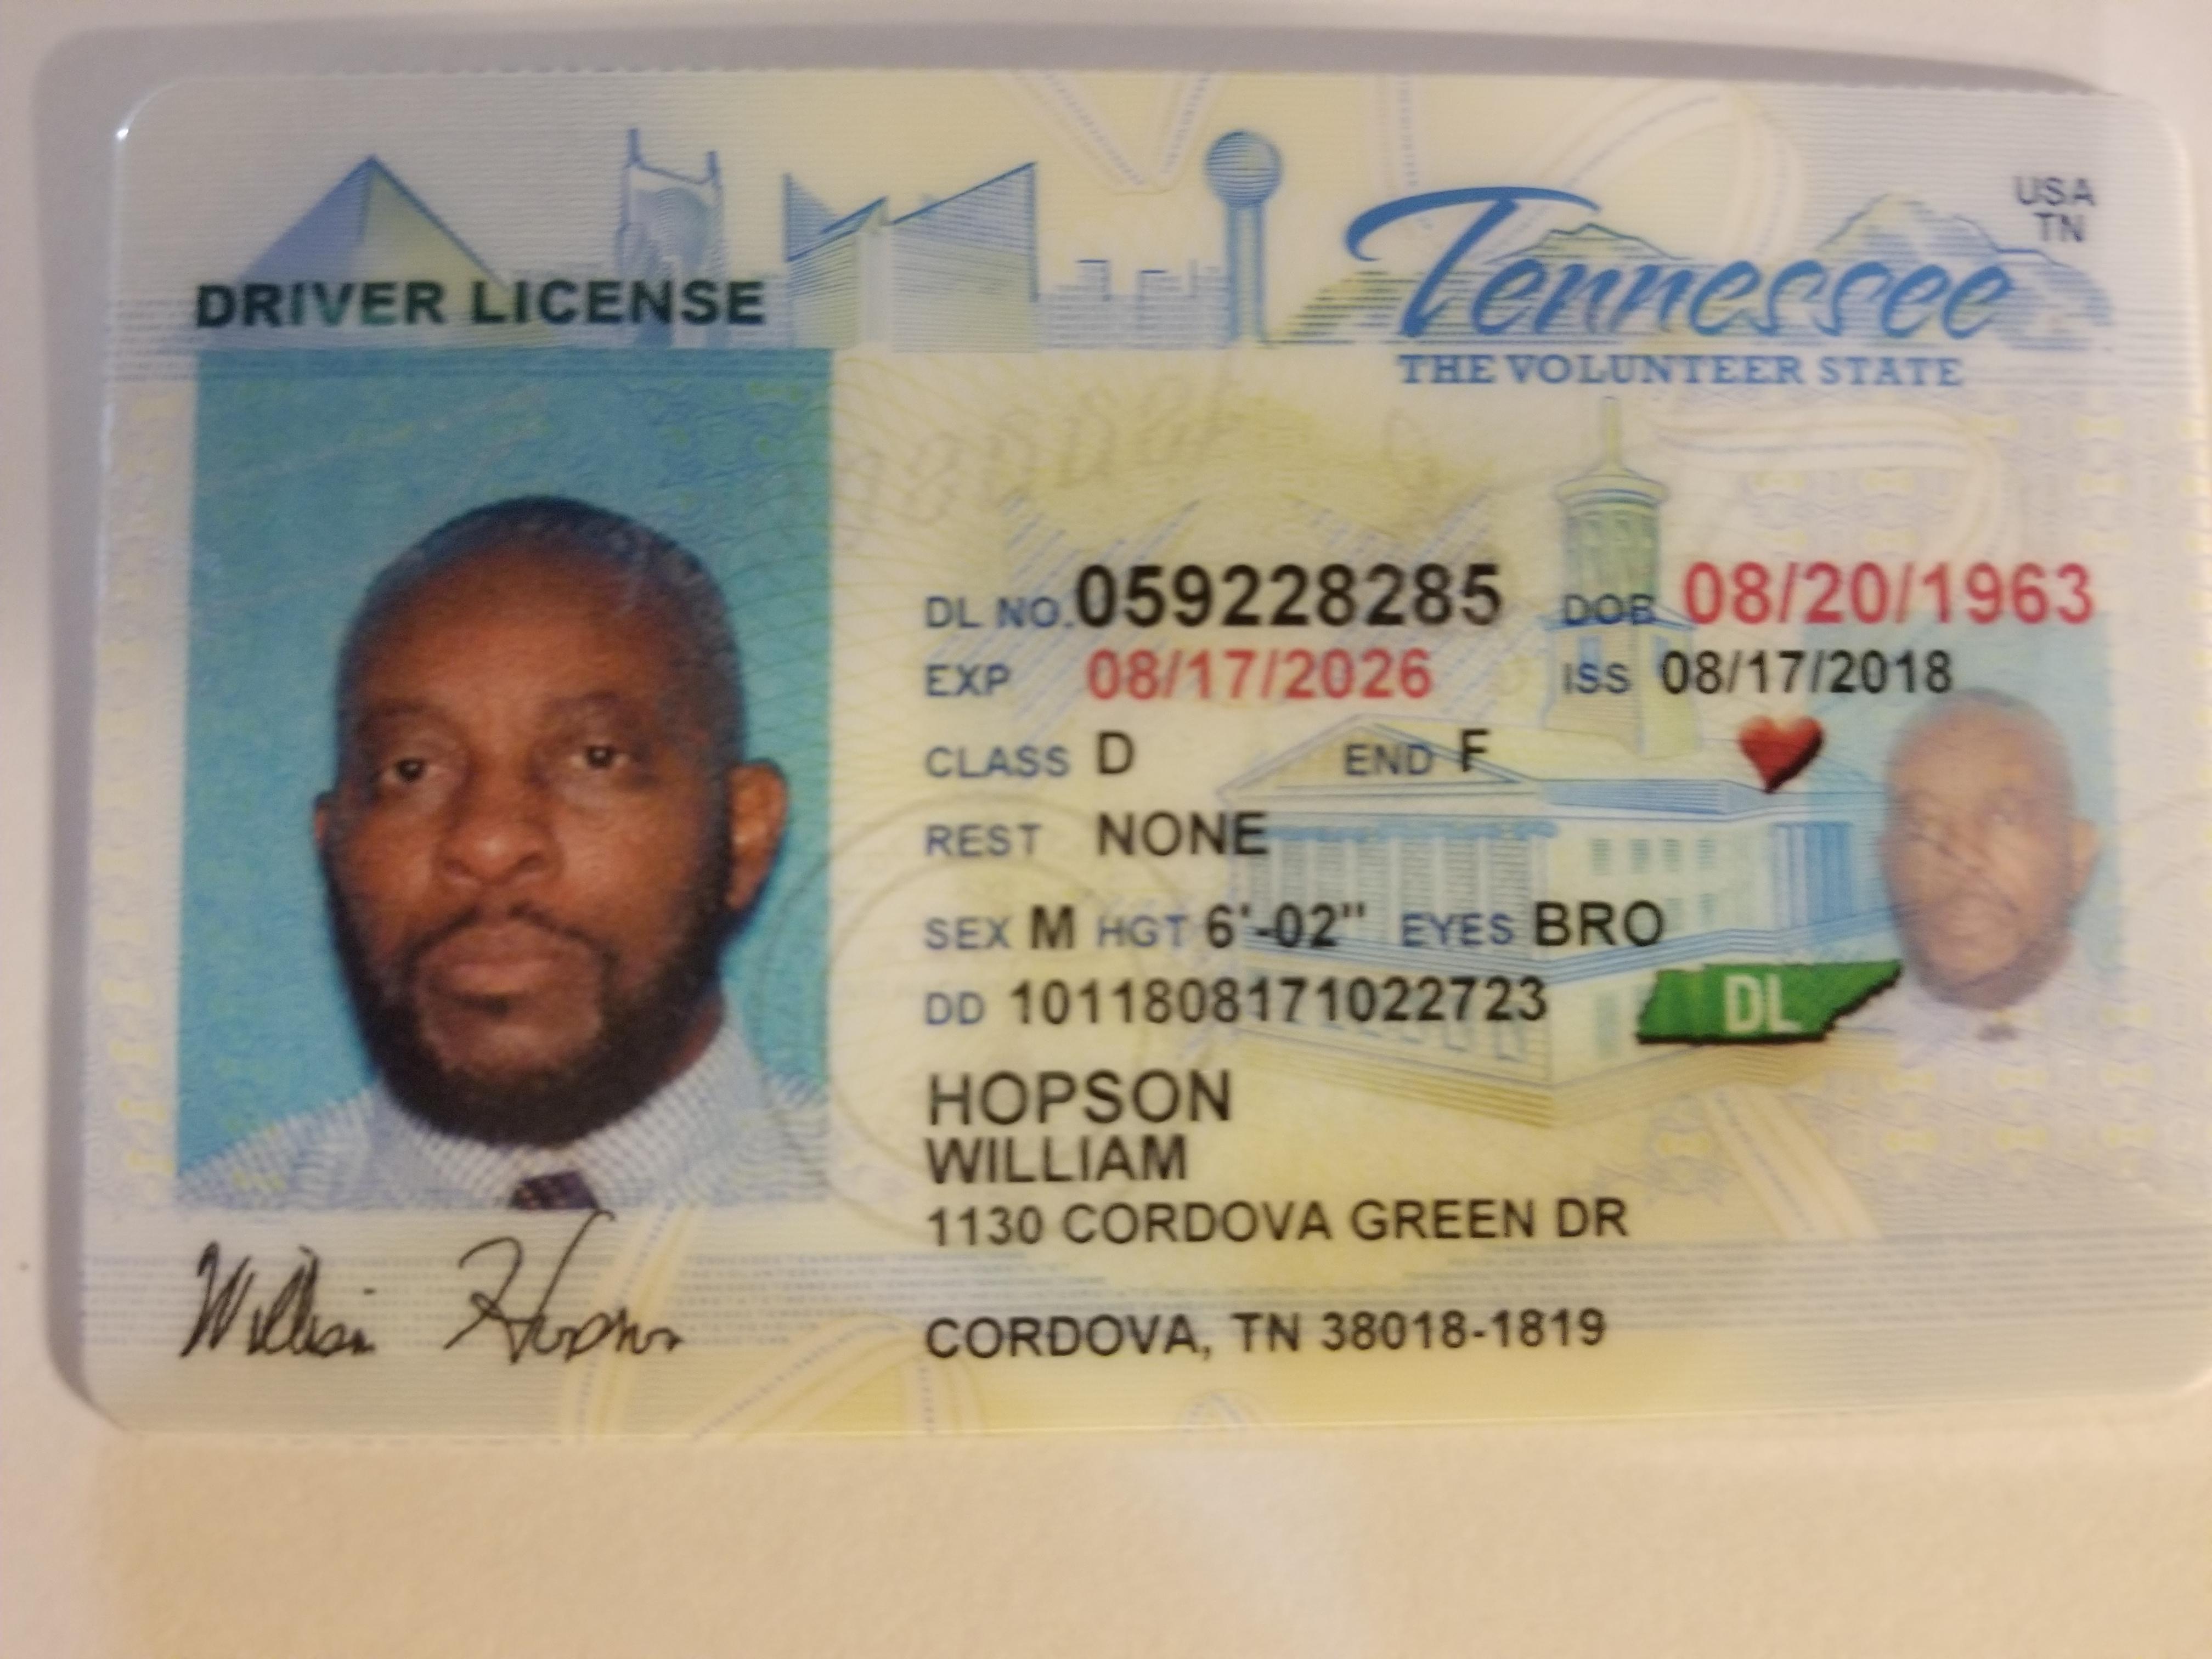 USA
TN
Tennessee
THE VOLUNTEER STATE
DRIVER LICENSE
DL NO. 059228285 DOB 08/20/1963
EXP 08/17/2026 ISS 08/17/2018
CLASS D END F
REST NONE
SEX M HGT 6'-02" EYES BRO
DD 1011808171022723
DL
HOPSON
WILLIAM
1130 CORDOVA GREEN DR
CORDOVA, TN 38018-1819
William Hopson